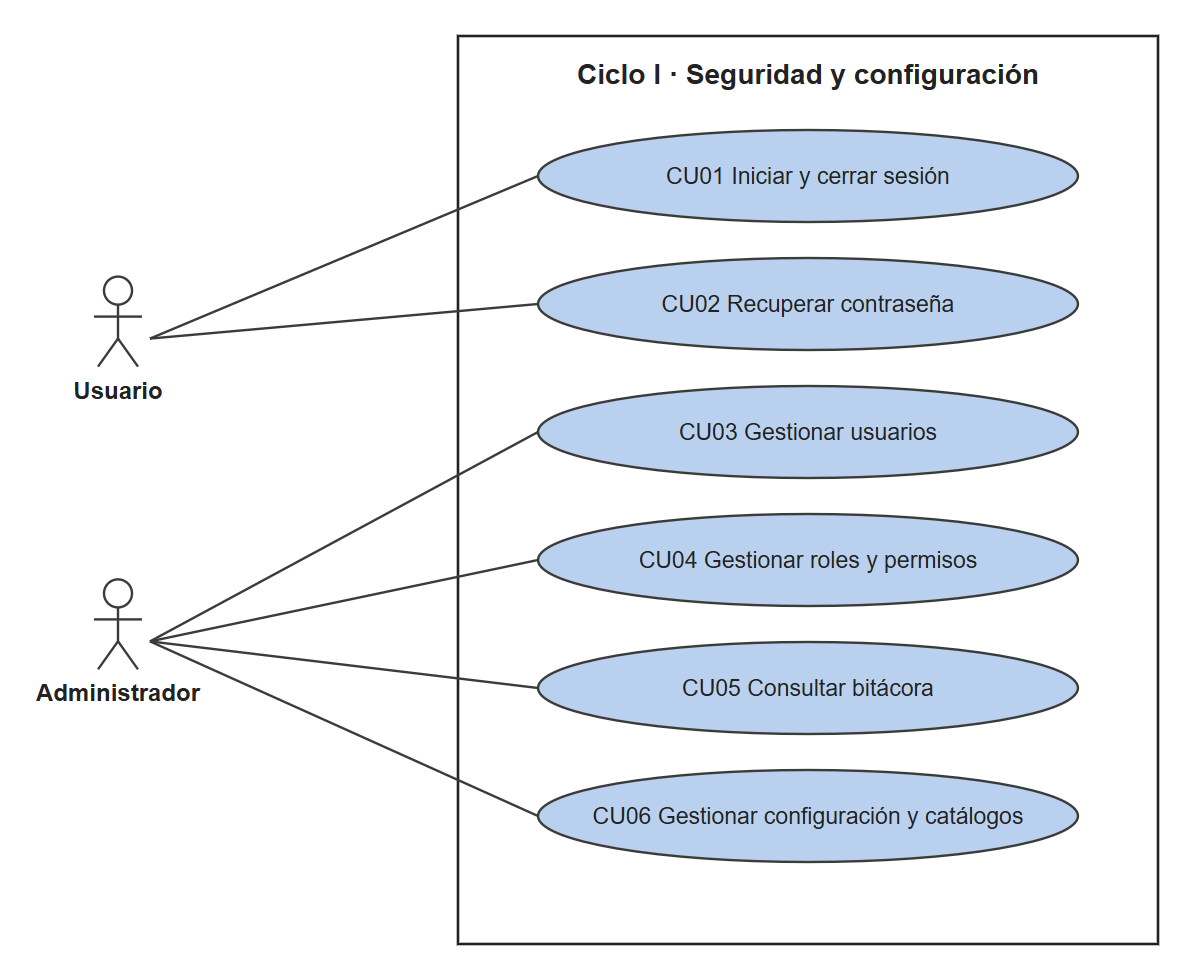 Ciclo I · Seguridad y configuración
CU01 Iniciar y cerrar sesión
CU02 Recuperar contraseña
Usuario
CU03 Gestionar usuarios
CU04 Gestionar roles y permisos
Administrador
CU05 Consultar bitácora
CU06 Gestionar configuración y catálogos